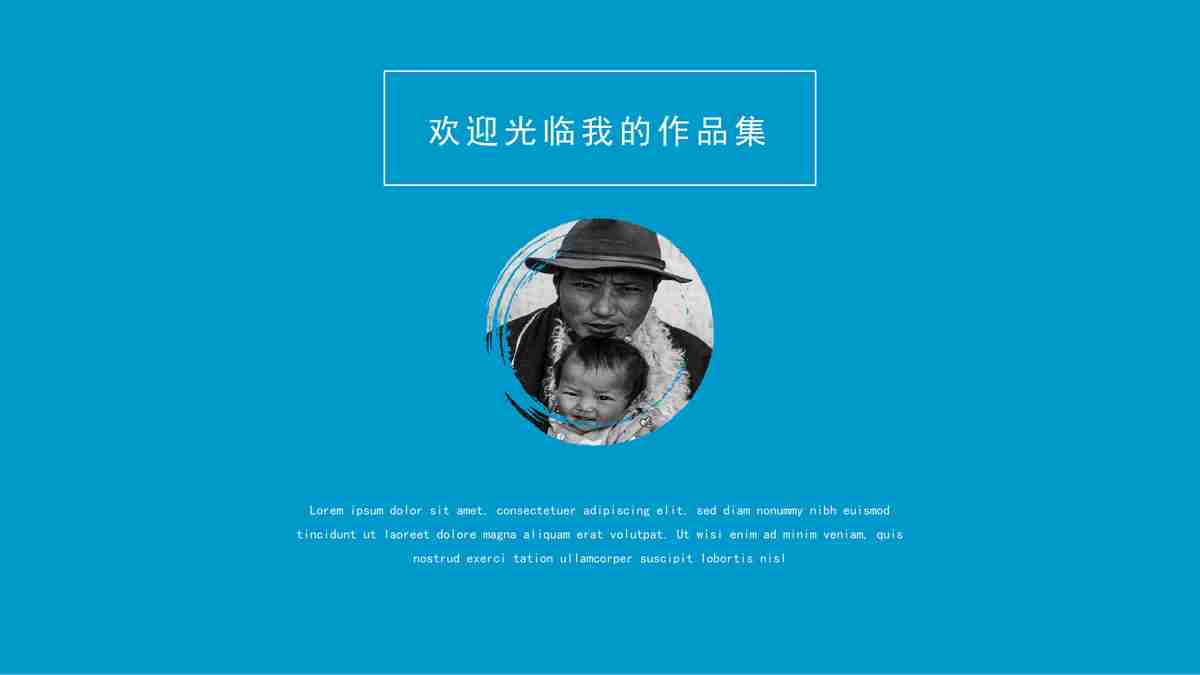 欢迎光临我的作品集
Lorem ipsum dolor sit amet, consectetuer adipiscing elit, sed diam nonummy nibh euismod
tincidunt ut laoreet dolore magna aliquam erat volutpat. Ut wisi enim ad minim veniam, quis
nostrud exerci tation ullamcorper suscipit lobortis nisl